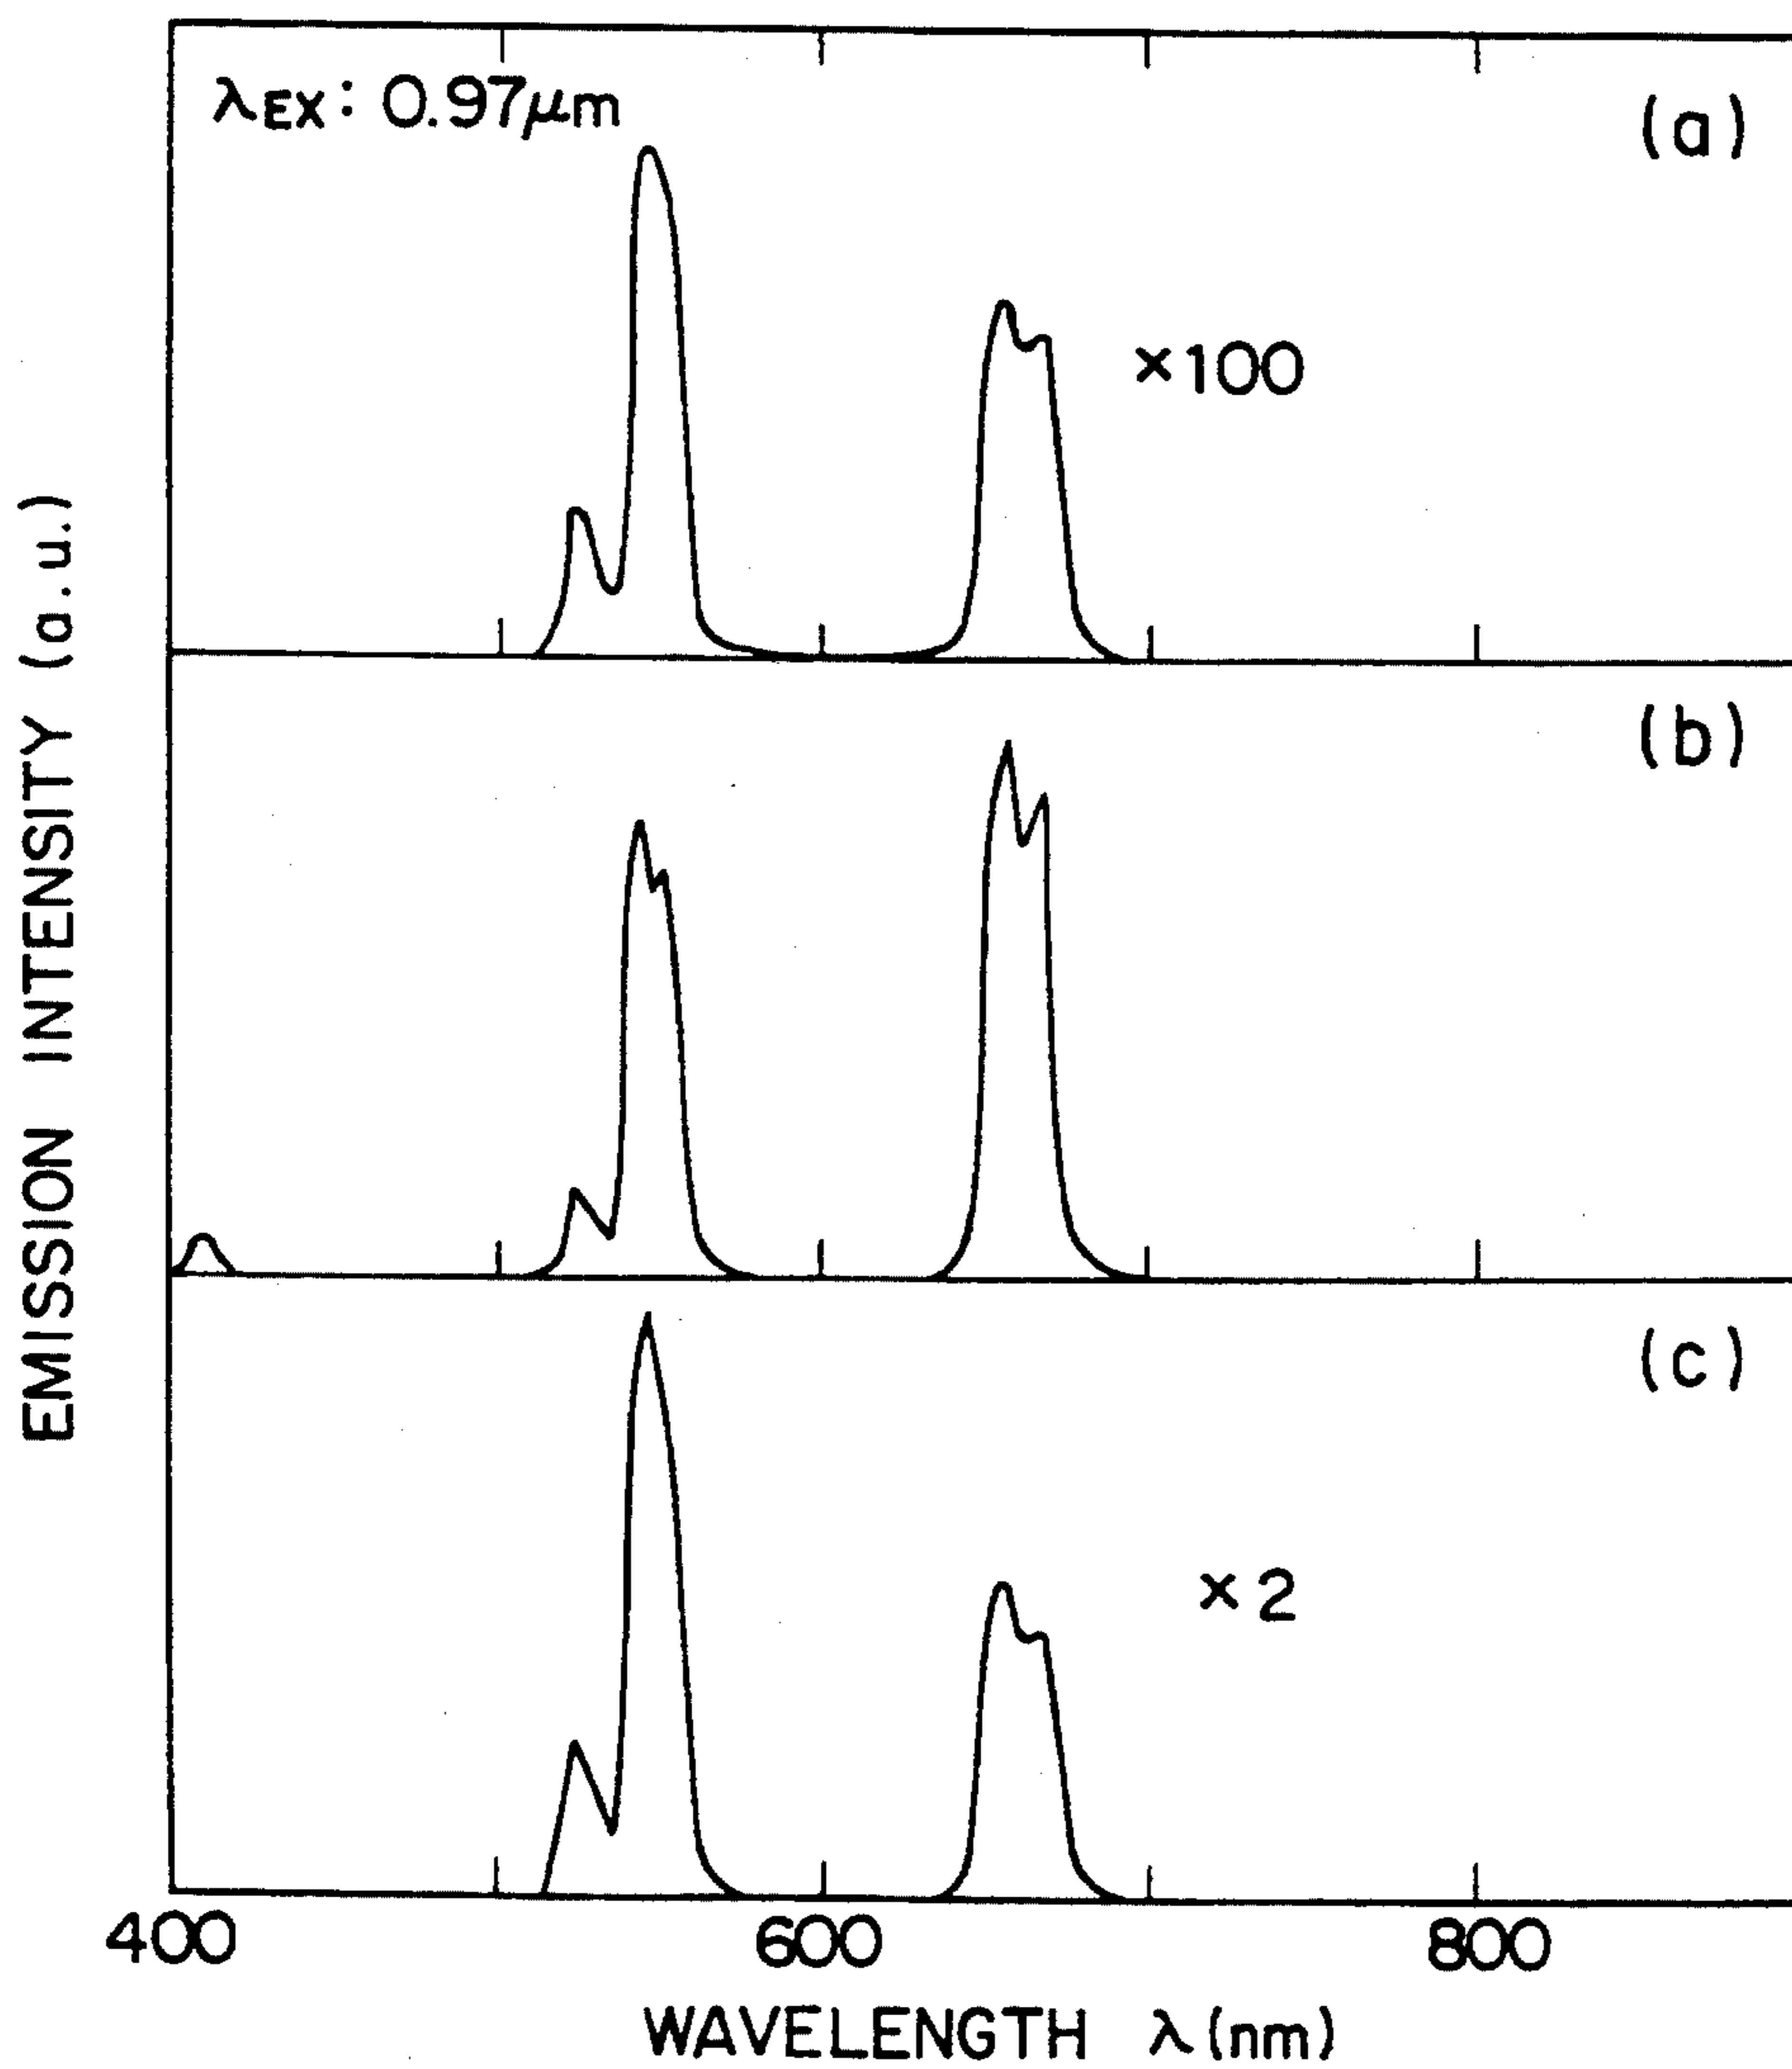 λEX: 0.97μm
(a)
×100
(b)
(c)
×2
EMISSION INTENSITY (a.u.)
400 600 800
WAVELENGTH λ(nm)